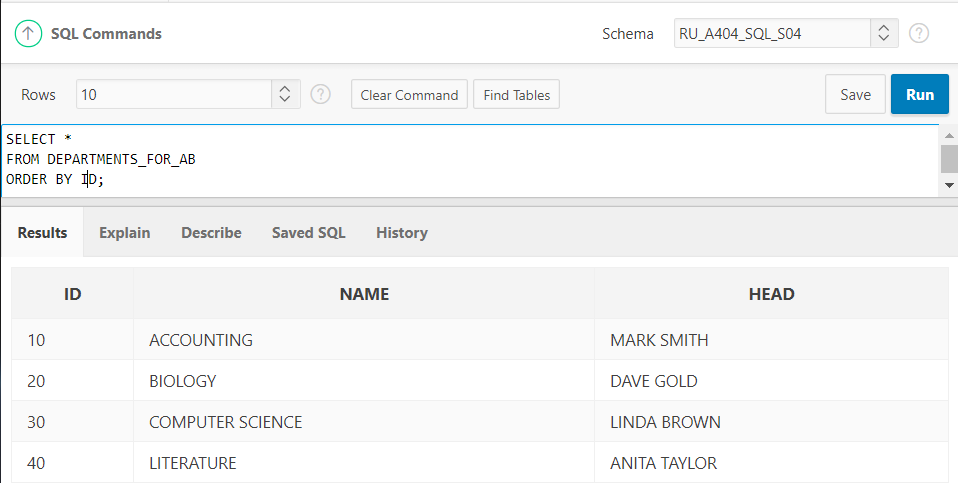 SQL Commands Schema RU_A404_SQL_S04 ?
Rows 10 ? Clear Command Find Tables Save Run
SELECT *
FROM DEPARTMENTS_FOR_AB
ORDER BY ID;
Results Explain Describe Saved SQL History
ID NAME HEAD
10 ACCOUNTING MARK SMITH
20 BIOLOGY DAVE GOLD
30 COMPUTER SCIENCE LINDA BROWN
40 LITERATURE ANITA TAYLOR